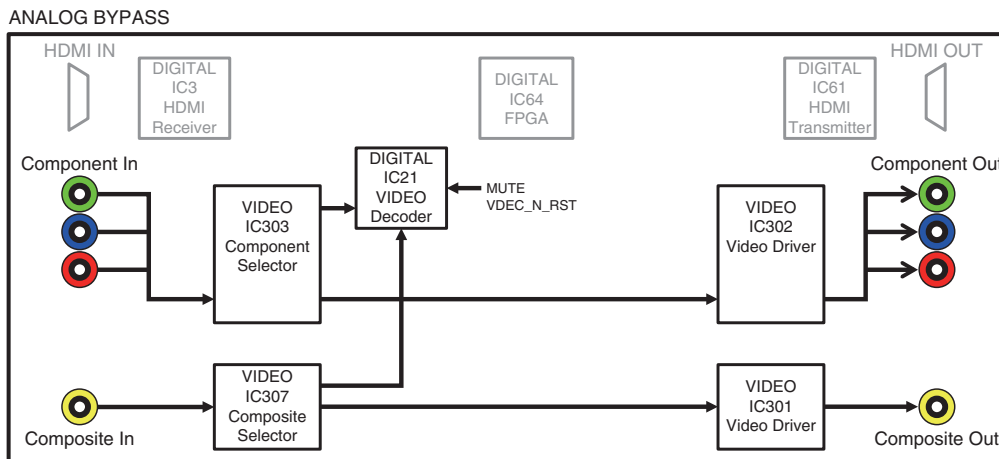 ANALOG BYPASS
HDMI IN
HDMI OUT
DIGITAL
IC3
HDMI
Receiver
DIGITAL
IC64
FPGA
DIGITAL
IC61
HDMI
Transmitter
Component In
DIGITAL
IC21
VIDEO
Decoder
MUTE
VDEC_N_RST
Component Out
VIDEO
IC303
Component
Selector
VIDEO
IC302
Video Driver
VIDEO
IC307
Composite
Selector
VIDEO
IC301
Video Driver
Composite In
Composite Out